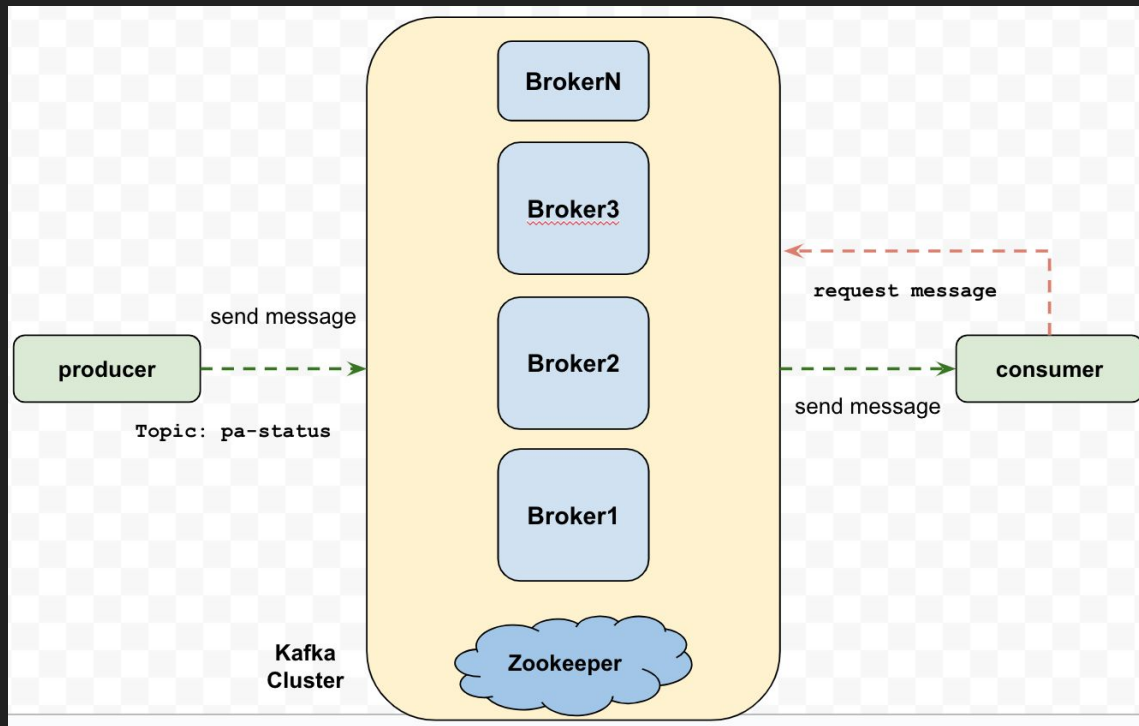 BrokerN
Broker3
request message
send message
producer
Broker2
consumer
send message
Topic: pa-status
Broker1
Kafka
Cluster
Zookeeper